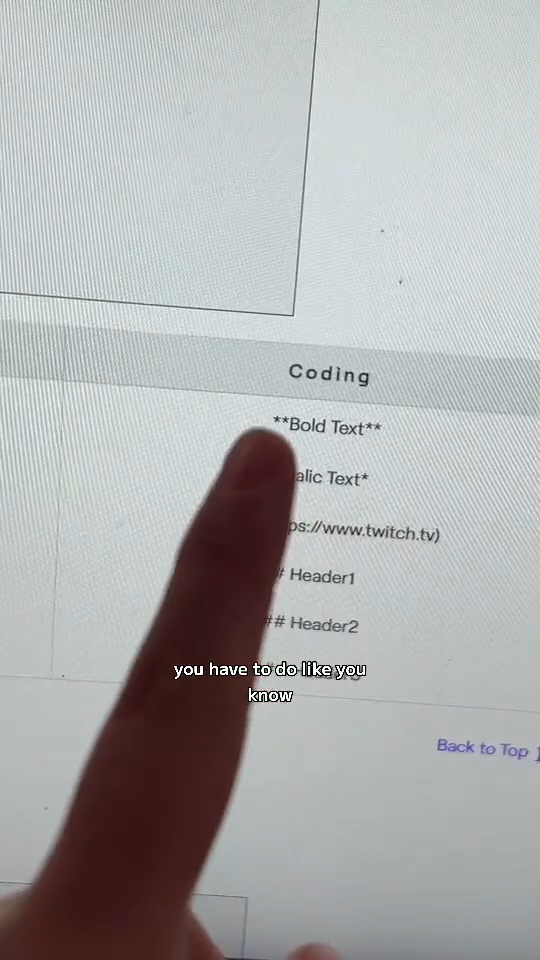 Coding
**Bold Text**
Text*
ps://www.twitch.tv)
# Header1
## Header2
you have to do like you
know
Back to Top